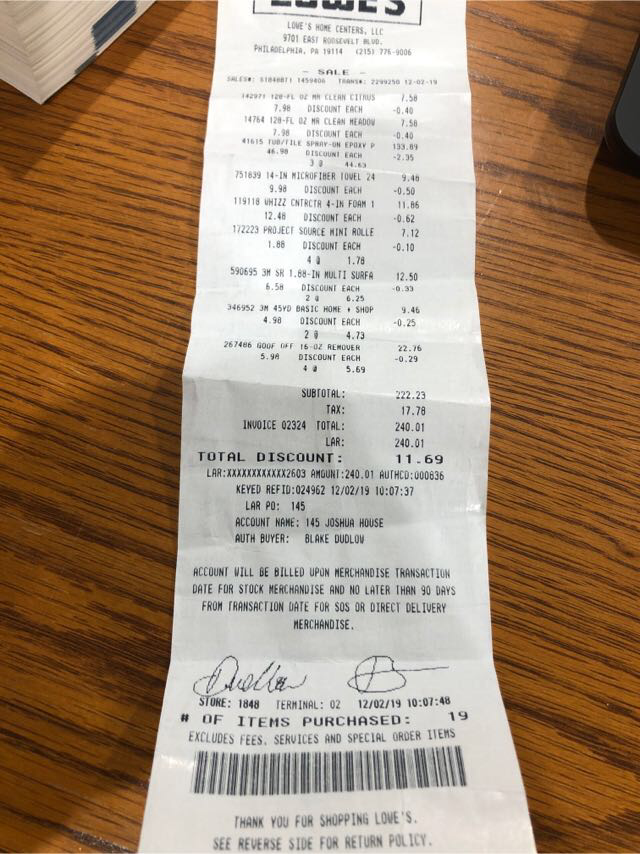 LOWE'S
LOWE'S HOME CENTERS, LLC
9701 EAST ROOSEVELT BLVD.
PHILADELPHIA, PA 19114 (215) 776-9006
- SALE -
SALES#: S1848BT1 1459406 TRANS#: 2299250 12-02-19
142971 128-FL OZ MR CLEAN CITRUS 7.58
7.98 DISCOUNT EACH -0.40
14764 128-FL OZ MR CLEAN MEADOW 7.58
7.98 DISCOUNT EACH -0.40
41615 TUB/TILE SPRAY-ON EPOXY P 133.89
46.98 DISCOUNT EACH -2.35
3 @ 44.63
751839 14-IN MICROFIBER TOWEL 24 9.48
9.98 DISCOUNT EACH -0.50
119118 WHIZZ CNTRCTR 4-IN FOAM 1 11.86
12.48 DISCOUNT EACH -0.62
172223 PROJECT SOURCE MINI ROLLE 7.12
1.88 DISCOUNT EACH -0.10
4 @ 1.78
590695 3M SR 1.88-IN MULTI SURFA 12.50
6.58 DISCOUNT EACH -0.33
2 @ 6.25
346952 3M 45YD BASIC HOME + SHOP 9.46
4.98 DISCOUNT EACH -0.25
2 @ 4.73
267486 GOOF OFF 16-OZ REMOVER 22.76
5.98 DISCOUNT EACH -0.29
4 @ 5.69
SUBTOTAL: 222.23
TAX: 17.78
INVOICE 02324 TOTAL: 240.01
LAR: 240.01
TOTAL DISCOUNT: 11.69
LAR:XXXXXXXXXXXX2603 AMOUNT:240.01 AUTHCD:000836
KEYED REFID:024962 12/02/19 10:07:37
LAR PO: 145
ACCOUNT NAME: 145 JOSHUA HOUSE
AUTH BUYER: BLAKE DUDLOW
ACCOUNT WILL BE BILLED UPON MERCHANDISE TRANSACTION
DATE FOR STOCK MERCHANDISE AND NO LATER THAN 90 DAYS
FROM TRANSACTION DATE FOR SOS OR DIRECT DELIVERY
MERCHANDISE.
STORE: 1848 TERMINAL: 02 12/02/19 10:07:48
# OF ITEMS PURCHASED: 19
EXCLUDES FEES, SERVICES AND SPECIAL ORDER ITEMS
THANK YOU FOR SHOPPING LOWE'S.
SEE REVERSE SIDE FOR RETURN POLICY.